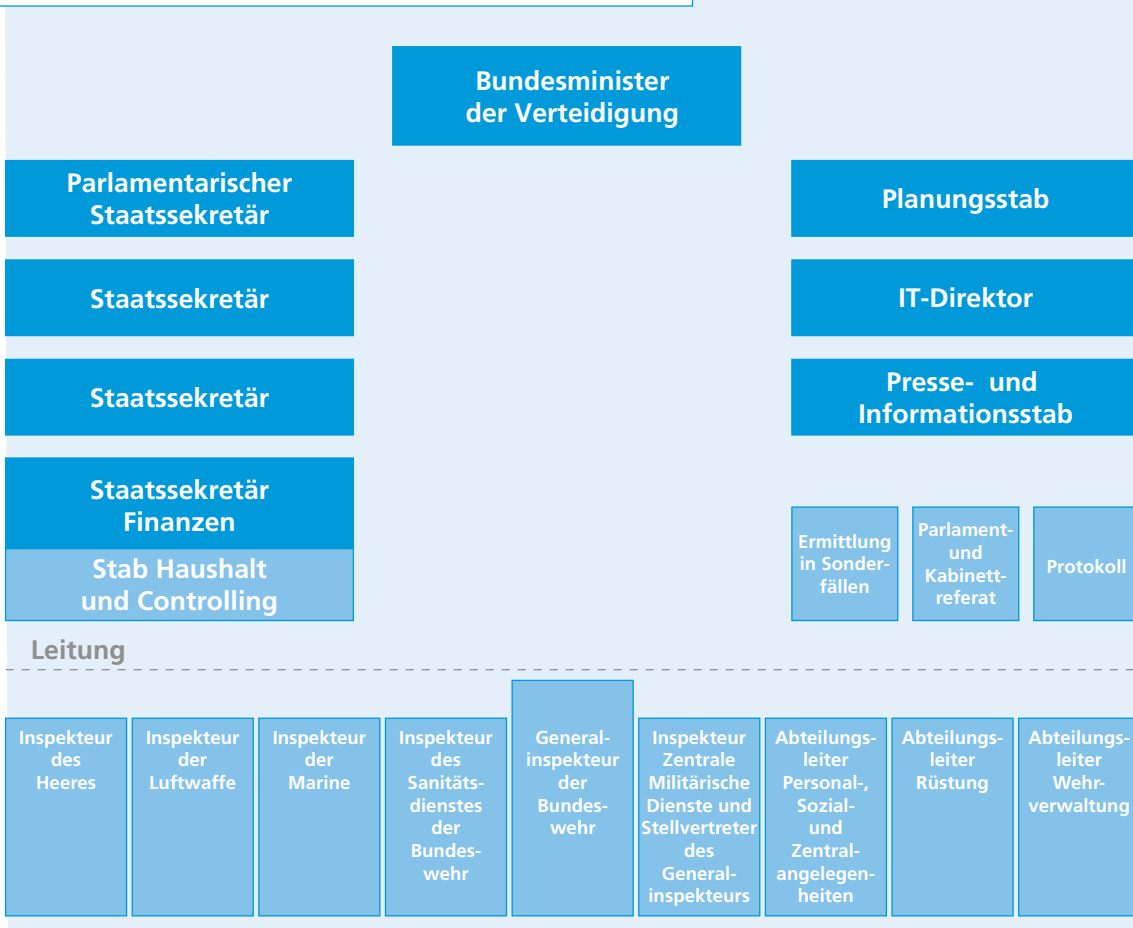 Bundesminister
der Verteidigung
Parlamentarischer
Staatssekretär
Planungsstab
Staatssekretär
IT-Direktor
Staatssekretär
Presse- und
Informationsstab
Staatssekretär
Finanzen
Stab Haushalt
und Controlling
Ermittlung
in Sonder-
fällen
Parlament-
und
Kabinett-
referat
Protokoll
Leitung
Inspekteur
des
Heeres
Inspekteur
der
Luftwaffe
Inspekteur
der
Marine
Inspekteur
des
Sanitäts-
dienstes
der
Bundes-
wehr
General-
inspekteur
der
Bundes-
wehr
Inspekteur
Zentrale
Militärische
Dienste und
Stellvertreter
des
General-
inspekteurs
Abteilungs-
leiter
Personal-,
Sozial-
und
Zentral-
angelegen-
heiten
Abteilungs-
leiter
Rüstung
Abteilungs-
leiter
Wehr-
verwaltung